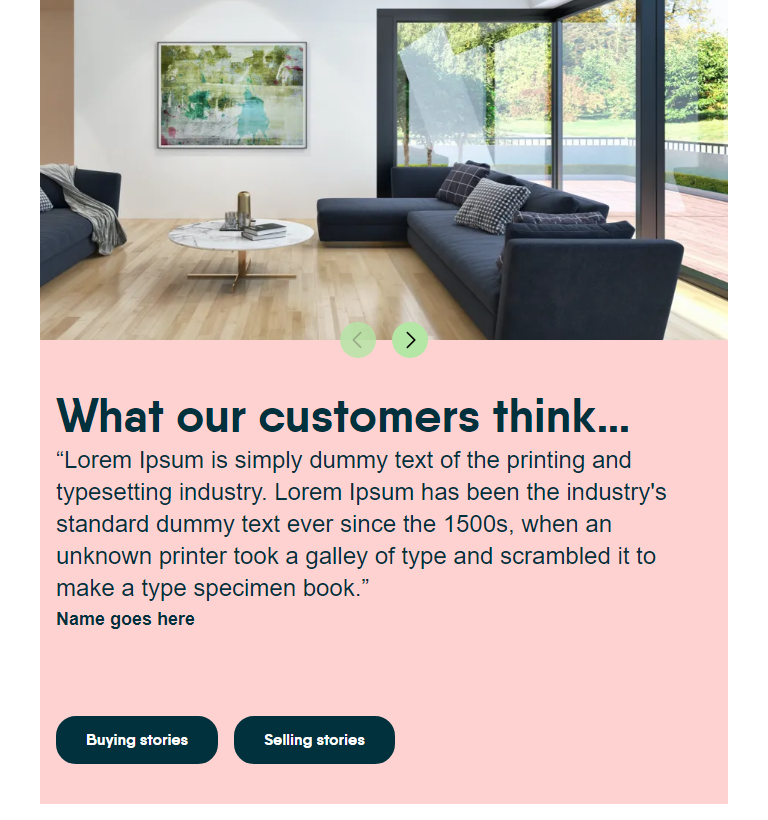 What our customers think...
“Lorem Ipsum is simply dummy text of the printing and
typesetting industry. Lorem Ipsum has been the industry's
standard dummy text ever since the 1500s, when an
unknown printer took a galley of type and scrambled it to
make a type specimen book.”
Name goes here
Buying stories
Selling stories